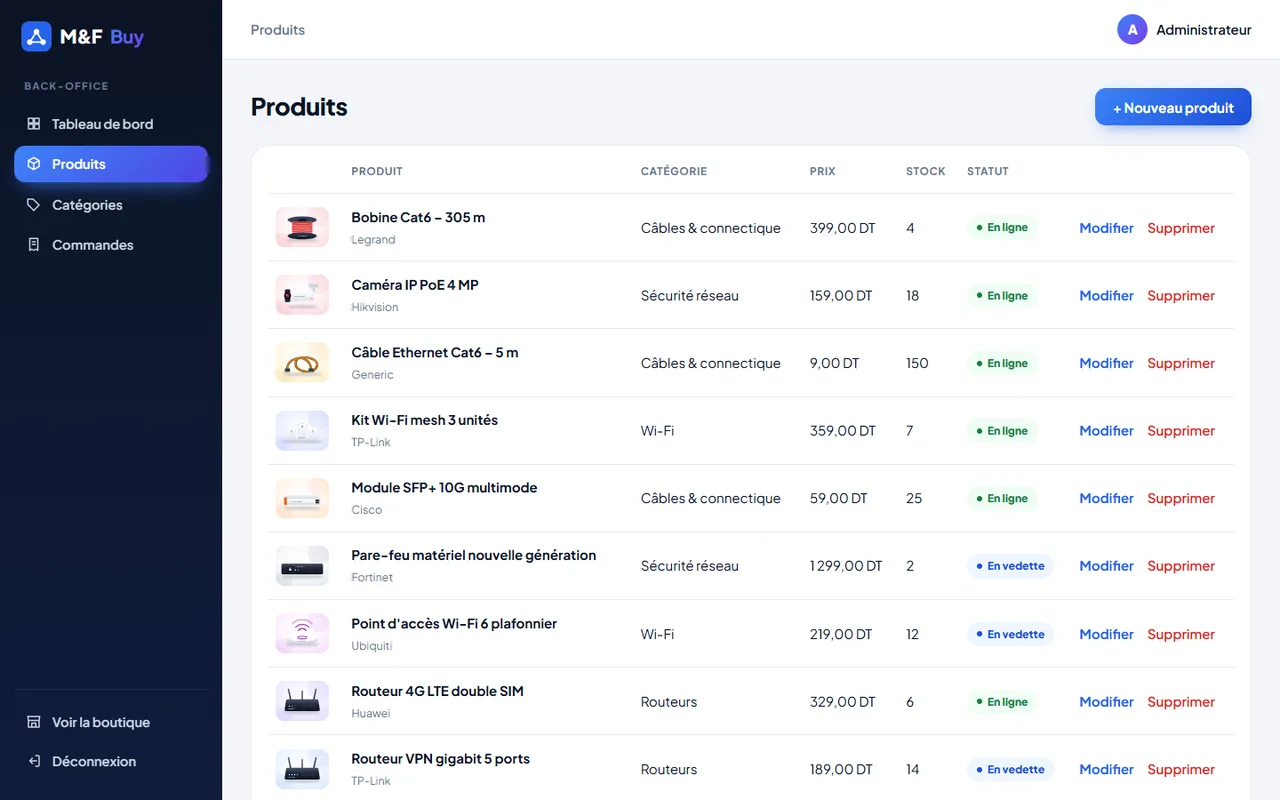 M&F Buy
Produits
A Administrateur
BACK-OFFICE
Tableau de bord
Produits
Catégories
Commandes
Voir la boutique
Déconnexion
Produits
+ Nouveau produit
PRODUIT CATÉGORIE PRIX STOCK STATUT
Bobine Cat6 – 305 m
Legrand
Câbles & connectique 399,00 DT 4 En ligne Modifier Supprimer
Caméra IP PoE 4 MP
Hikvision
Sécurité réseau 159,00 DT 18 En ligne Modifier Supprimer
Câble Ethernet Cat6 – 5 m
Generic
Câbles & connectique 9,00 DT 150 En ligne Modifier Supprimer
Kit Wi-Fi mesh 3 unités
TP-Link
Wi-Fi 359,00 DT 7 En ligne Modifier Supprimer
Module SFP+ 10G multimode
Cisco
Câbles & connectique 59,00 DT 25 En ligne Modifier Supprimer
Pare-feu matériel nouvelle génération
Fortinet
Sécurité réseau 1 299,00 DT 2 En vedette Modifier Supprimer
Point d'accès Wi-Fi 6 plafonnier
Ubiquiti
Wi-Fi 219,00 DT 12 En vedette Modifier Supprimer
Routeur 4G LTE double SIM
Huawei
Routeurs 329,00 DT 6 En ligne Modifier Supprimer
Routeur VPN gigabit 5 ports
TP-Link
Routeurs 189,00 DT 14 En vedette Modifier Supprimer